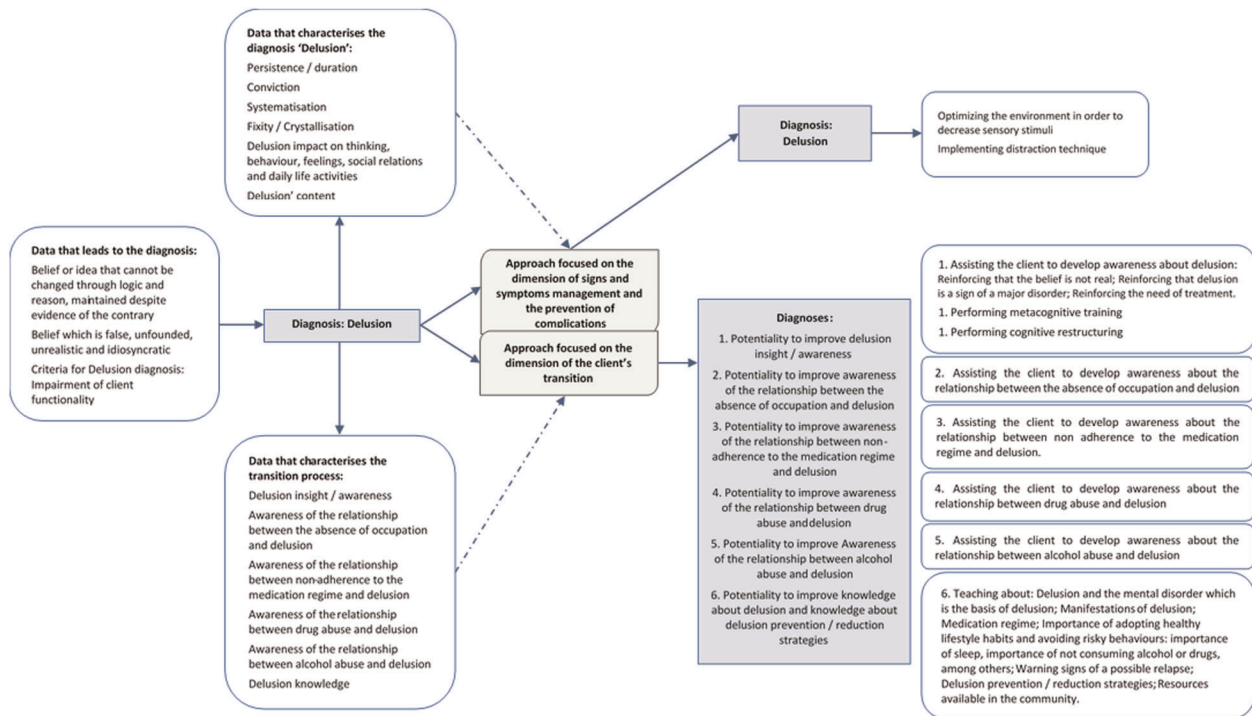 Data that characterises the
diagnosis 'Delusion':
Persistence / duration
Conviction
Systematisation
Fixity / Crystallisation
Delusion impact on thinking,
behaviour, feelings, social relations
and daily life activities
Delusion' content
Data that leads to the diagnosis:
Belief or idea that cannot be
changed through logic and
reason, maintained despite
evidence of the contrary
Belief which is false, unfounded,
unrealistic and idiosyncratic
Criteria for Delusion diagnosis:
Impairment of client
functionality
Diagnosis: Delusion
Data that characterises the
transition process:
Delusion insight / awareness
Awareness of the relationship
between the absence of occupation
and delusion
Awareness of the relationship
between non-adherence to the
medication regime and delusion
Awareness of the relationship
between drug abuse and delusion
Awareness of the relationship
between alcohol abuse and delusion
Delusion knowledge
Approach focused on the
dimension of signs and
symptoms management and
the prevention of
comolications
Approach focused on the
dimension of the client's
transition
Diagnosis:
Delusion
Optimizing the environment in order to
decrease sensory stimuli
Implementing distraction technique
Diagnoses:
1. Potentiality to improve delusion
insight / awareness
2. Potentiality to improve awareness
of the relationship between the
absence of occupation and delusion
3. Potentiality to improve awareness
of the relationship between non-
adherence to the medication regime
and delusion
4. Potentiality to improve awareness
of the relationship between drug
abuse and delusion
5. Potentiality to improve Awareness
of the relationship between alcohol
abuse and delusion
6. Potentiality to improve knowledge
about delusion and knowledge about
delusion prevention / reduction
strategies
1. Assisting the client to develop awareness about delusion:
Reinforcing that the belief is not real; Reinforcing that delusion
is a sign of a major disorder; Reinforcing the need of treatment.
1. Performing metacognitive training
1. Performing cognitive restructuring
2. Assisting the client to develop awareness about the
relationship between the absence of occupation and delusion
3. Assisting the client to develop awareness about the
relationship between non adherence to the medication
regime and delusion.
4. Assisting the client to develop awareness about the
relationship between drug abuse and delusion
5. Assisting the client to develop awareness about the
relationship between alcohol abuse and delusion
6. Teaching about: Delusion and the mental disorder which
is the basis of delusion; Manifestations of delusion;
Medication regime; Importance of adopting healthy
lifestyle habits and avoiding risky behaviours: importance
of sleep, importance of not consuming alcohol or drugs,
among others; Warning signs of a possible relapse;
Delusion prevention / reduction strategies; Resources
available in the community.